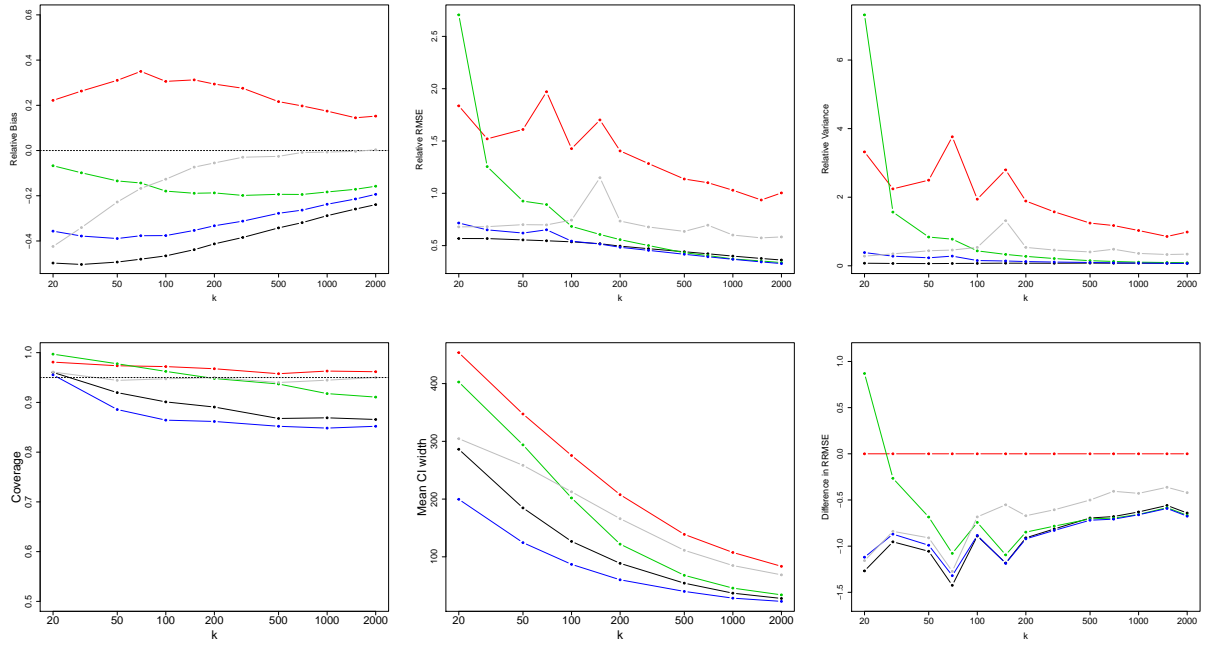 Relative Bias
0.6
0.4
0.2
0.0
−0.2
−0.4
20 50 100 200 500 1000 2000
k
Relative RMSE
2.5
2.0
1.5
1.0
0.5
20 50 100 200 500 1000 2000
k
Relative Variance
6
4
2
0
20 50 100 200 500 1000 2000
k
Coverage
1.0
0.9
0.8
0.7
0.6
0.5
20 50 100 200 500 1000 2000
k
Mean CI width
400
300
200
100
20 50 100 200 500 1000 2000
k
Difference in RRMSE
1.0
0.5
0.0
−0.5
−1.0
−1.5
20 50 100 200 500 1000 2000
k